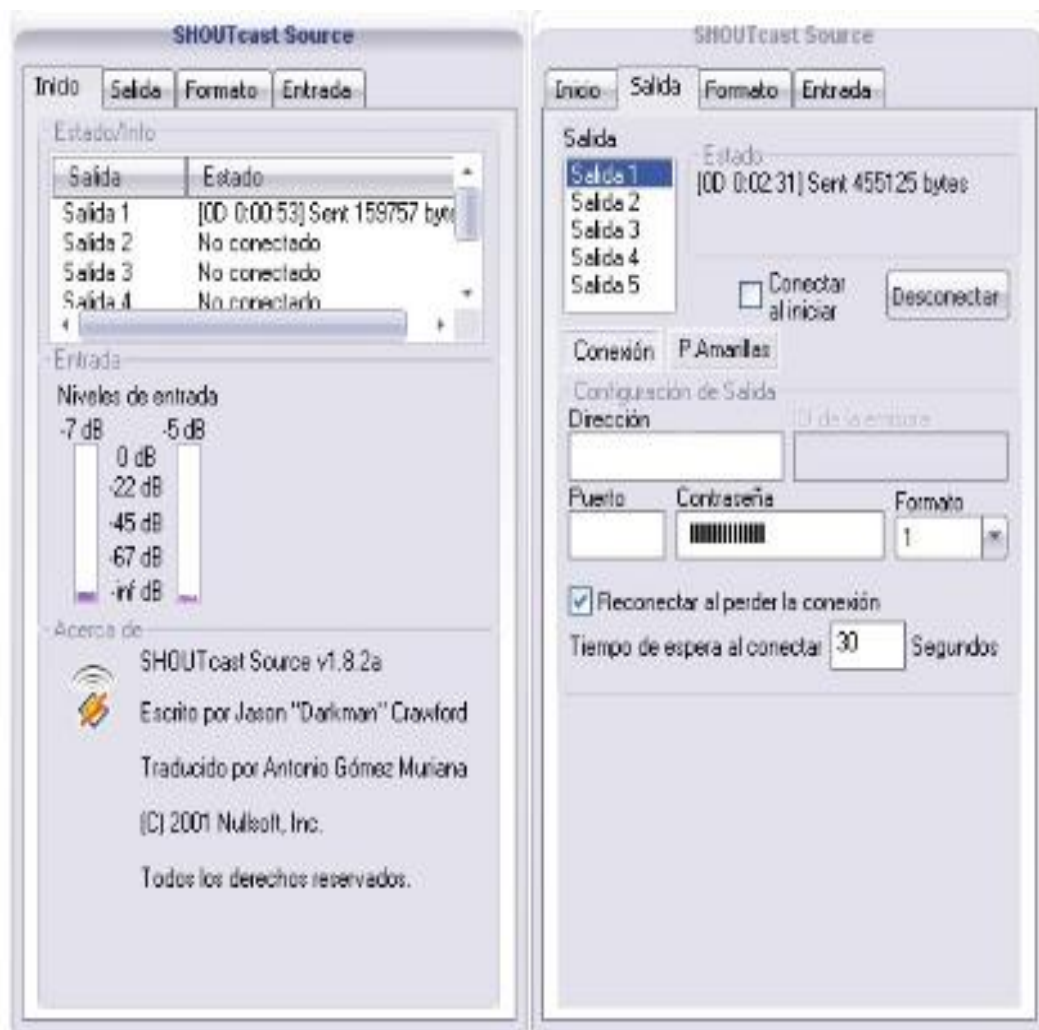 SHOUTcast Source
Inicio Salida Formato Entrada
Estado/Info
Salida Estado
Salida 1 [0D 0:00:53] Sent 159757 byte
Salida 2 No conectado
Salida 3 No conectado
Salida 4 No conectado
Entrada
Niveles de entrada
-7 dB -5 dB
0 dB
-22 dB
-45 dB
-67 dB
-inf dB
Acerca de
SHOUTcast Source v1.8.2a
Escrito por Jason "Darkman" Crawford
Traducido por Antonio Gómez Muriana
(C) 2001 Nullsoft, Inc.
Todos los derechos reservados.
SHOUTcast Source
Inicio Salida Formato Entrada
Salida
Salida 1
Salida 2
Salida 3
Salida 4
Salida 5
Estado
[0D 0:02:31] Sent 455125 bytes
Conectar al iniciar
Desconectar
Conexión P.Amarillas
Configuración de Salida
Dirección ID de la
Puerto Contraseña Formato
1
Reconectar al perder la conexión
Tiempo de espera al conectar 30 Segundos